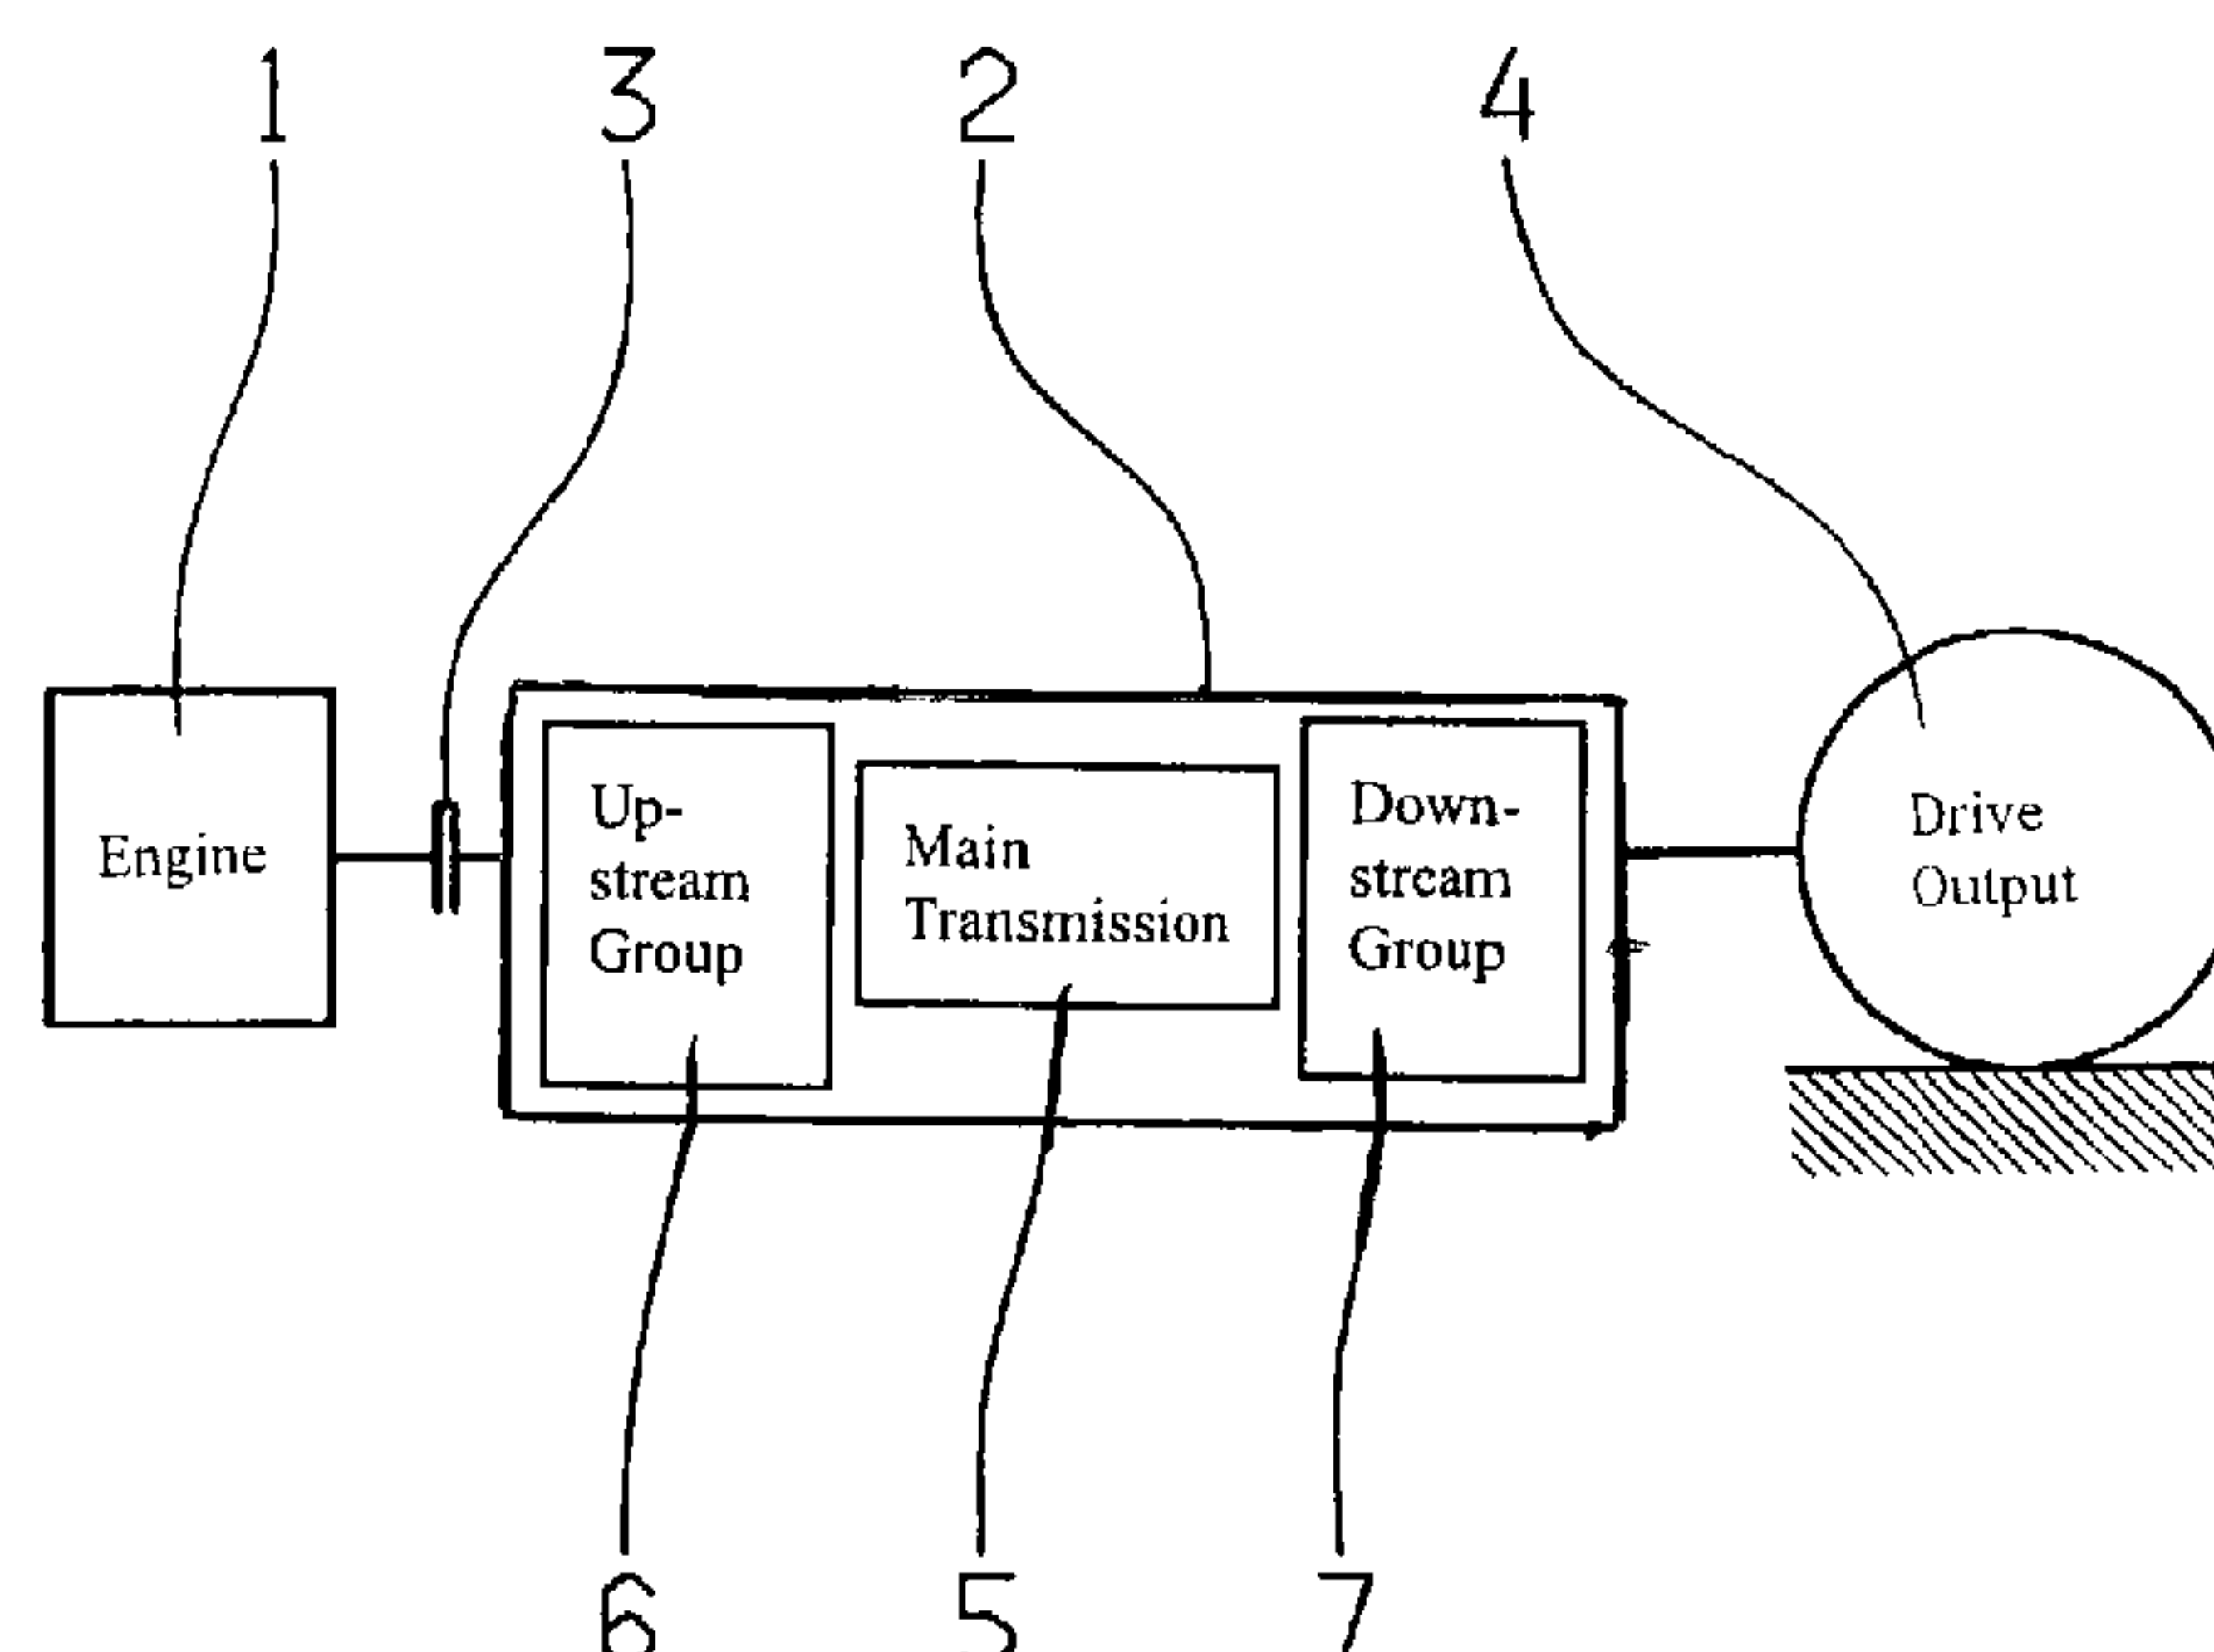 1 3 2 4
Engine
Up-
stream
Group
Main
Transmission
Down-
stream
Group
Drive
Output
6 5 7